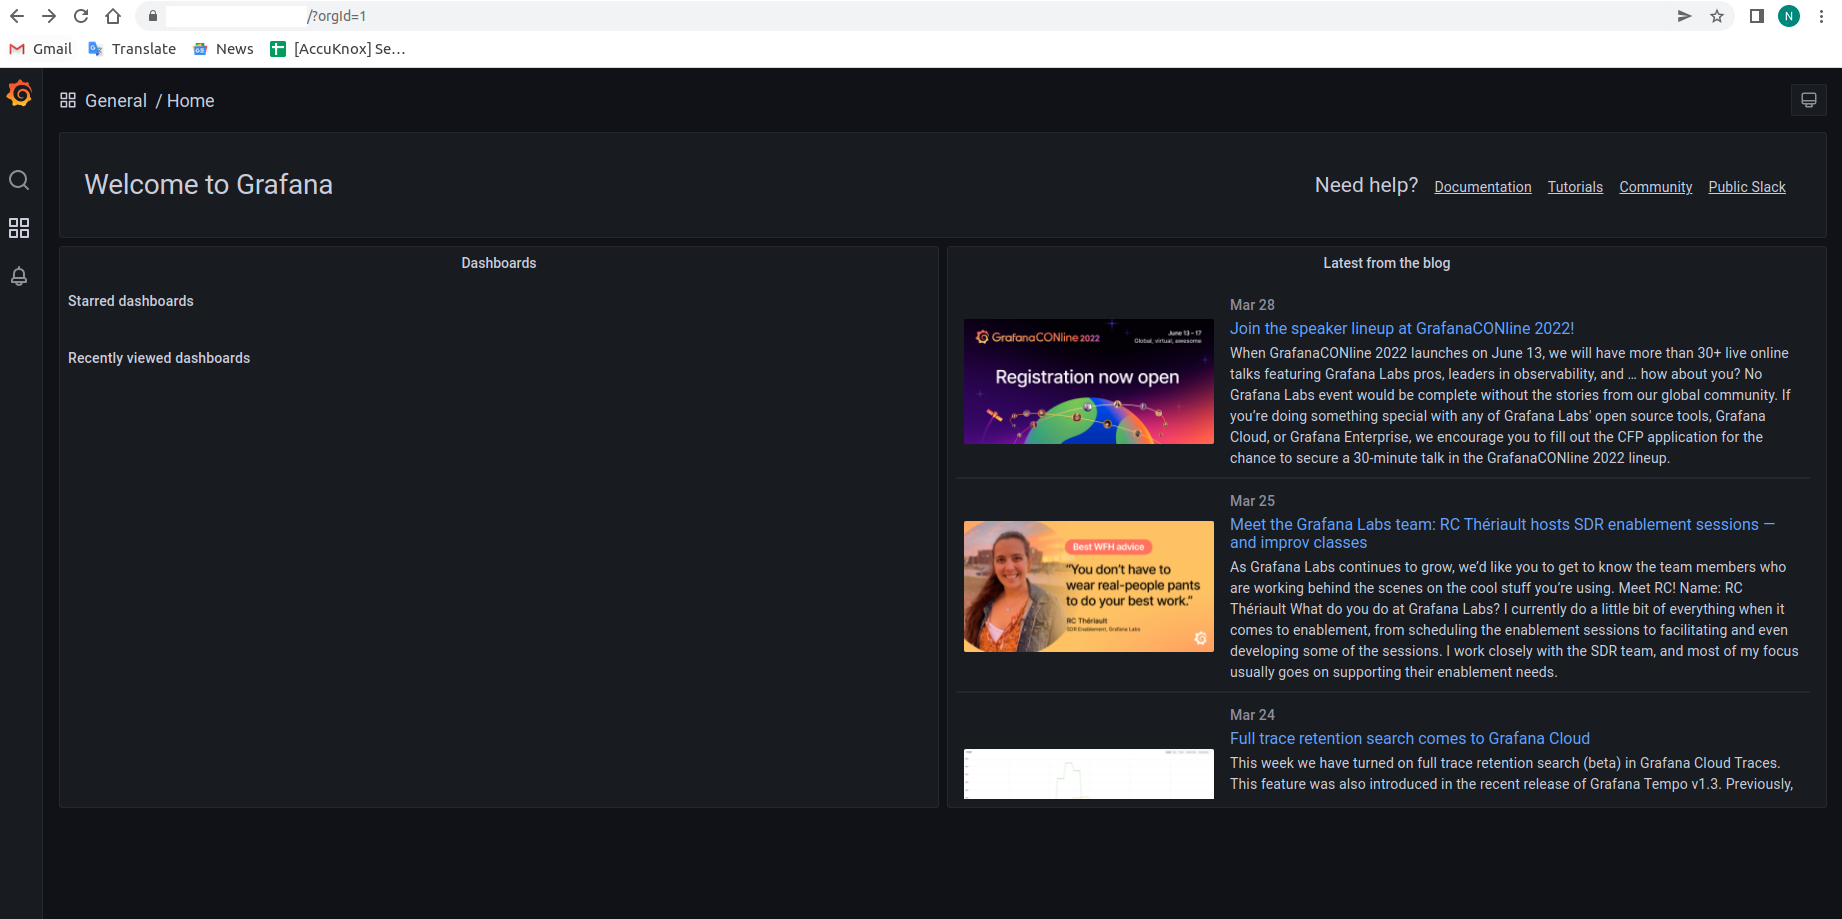 /?orgId=1
N
Gmail
Translate
News
[AccuKnox] Se...
General / Home
Welcome to Grafana
Need help? Documentation Tutorials Community Public Slack
Dashboards
Starred dashboards
Recently viewed dashboards
Latest from the blog
GrafanaCONline 2022
June 13 – 17
Global, virtual, awesome
Registration now open
Mar 28
Join the speaker lineup at GrafanaCONline 2022!
When GrafanaCONline 2022 launches on June 13, we will have more than 30+ live online
talks featuring Grafana Labs pros, leaders in observability, and … how about you? No
Grafana Labs event would be complete without the stories from our global community. If
you’re doing something special with any of Grafana Labs' open source tools, Grafana
Cloud, or Grafana Enterprise, we encourage you to fill out the CFP application for the
chance to secure a 30-minute talk in the GrafanaCONline 2022 lineup.
Best WFH advice
“You don’t have to
wear real-people pants
to do your best work.”
RC Thériault
SDR Enablement, Grafana Labs
Mar 25
Meet the Grafana Labs team: RC Thériault hosts SDR enablement sessions —
and improv classes
As Grafana Labs continues to grow, we’d like you to get to know the team members who
are working behind the scenes on the cool stuff you’re using. Meet RC! Name: RC
Thériault What do you do at Grafana Labs? I currently do a little bit of everything when it
comes to enablement, from scheduling the enablement sessions to facilitating and even
developing some of the sessions. I work closely with the SDR team, and most of my focus
usually goes on supporting their enablement needs.
Mar 24
Full trace retention search comes to Grafana Cloud
This week we have turned on full trace retention search (beta) in Grafana Cloud Traces.
This feature was also introduced in the recent release of Grafana Tempo v1.3. Previously,